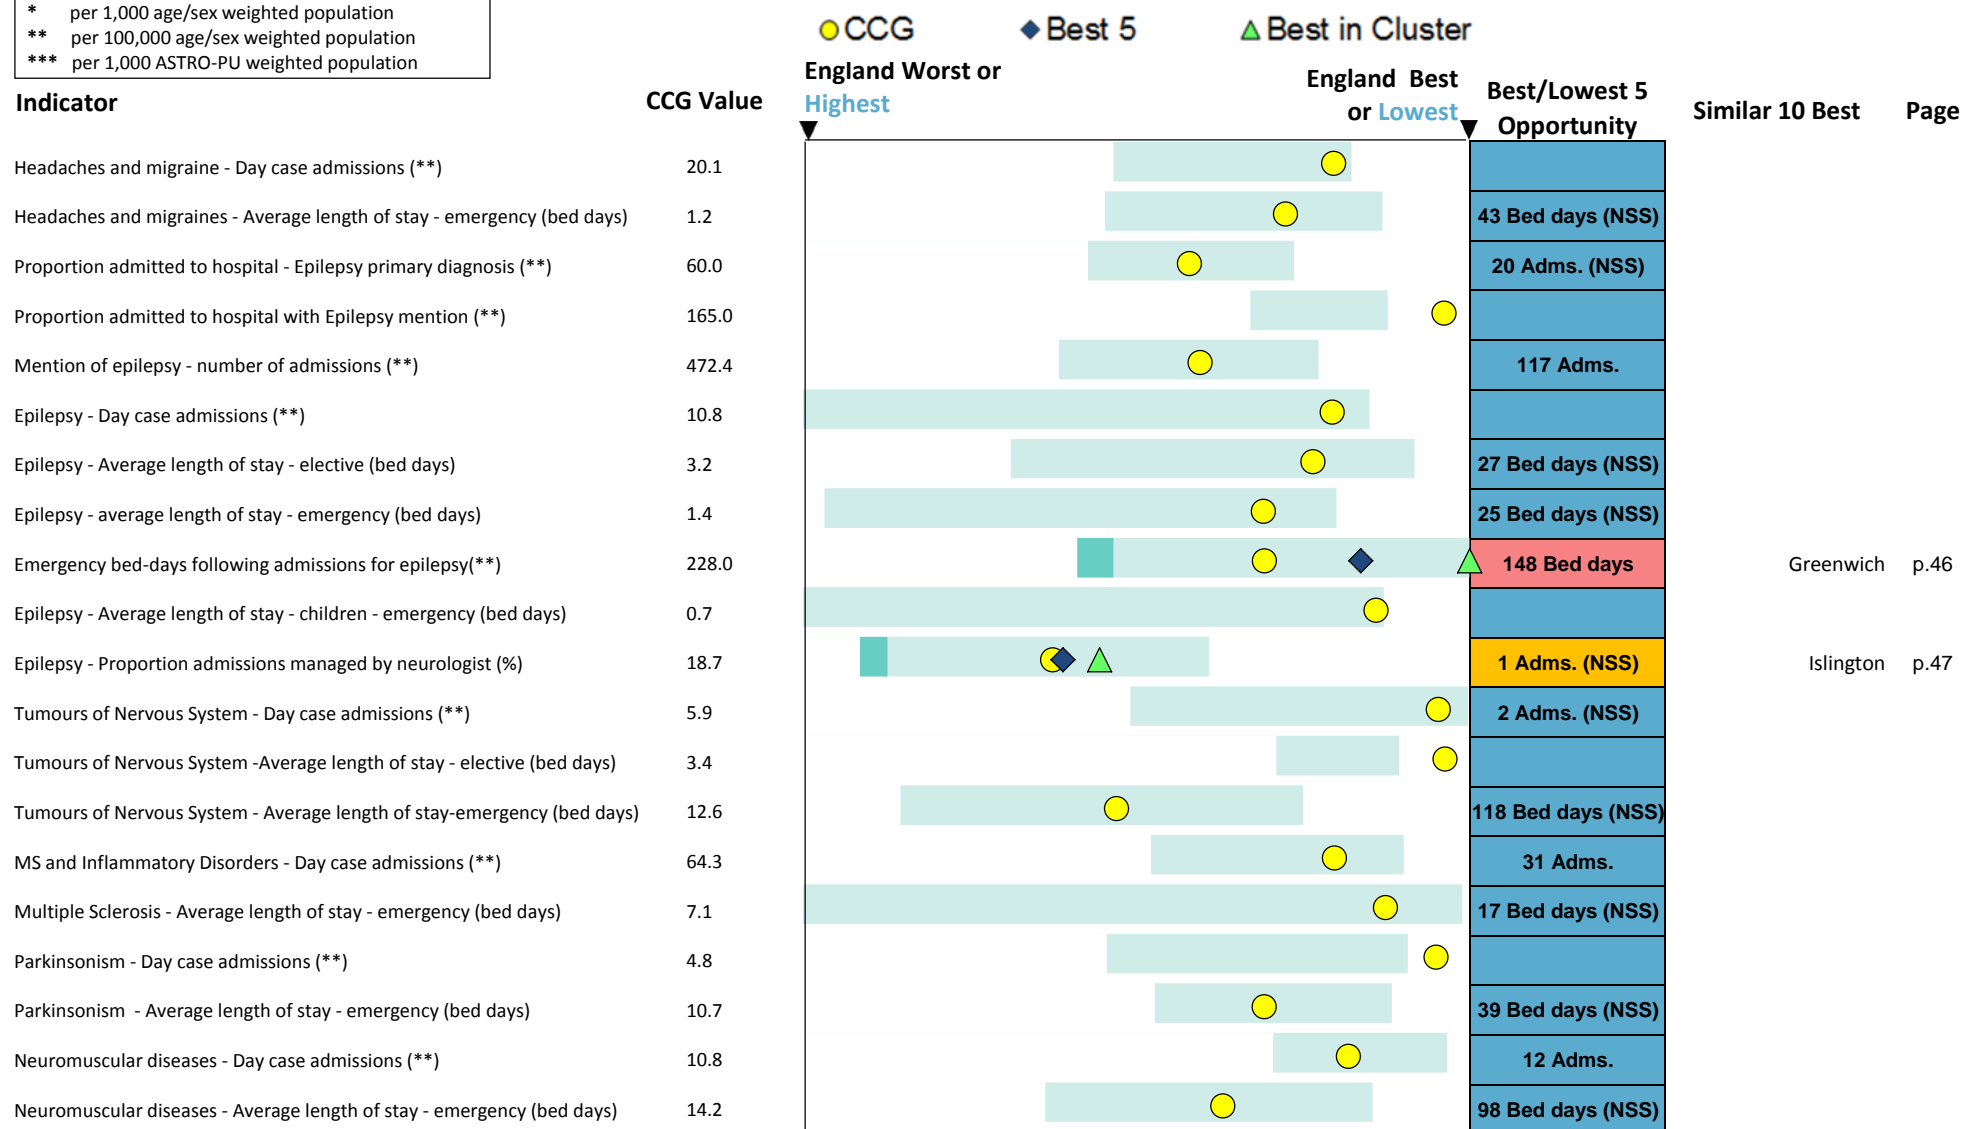 * per 1,000 age/sex weighted population
** per 100,000 age/sex weighted population
*** per 1,000 ASTRO-PU weighted population
CCG Best 5 Best in Cluster
England Worst or
Highest
England Best
or Lowest
Indicator CCG Value Best/Lowest 5
Opportunity Similar 10 Best Page
Headaches and migraine - Day case admissions (**) 20.1
Headaches and migraines - Average length of stay - emergency (bed days) 1.2 43 Bed days (NSS)
Proportion admitted to hospital - Epilepsy primary diagnosis (**) 60.0 20 Adms. (NSS)
Proportion admitted to hospital with Epilepsy mention (**) 165.0
Mention of epilepsy - number of admissions (**) 472.4 117 Adms.
Epilepsy - Day case admissions (**) 10.8
Epilepsy - Average length of stay - elective (bed days) 3.2 27 Bed days (NSS)
Epilepsy - average length of stay - emergency (bed days) 1.4 25 Bed days (NSS)
Emergency bed-days following admissions for epilepsy(**) 228.0 148 Bed days Greenwich p.46
Epilepsy - Average length of stay - children - emergency (bed days) 0.7
Epilepsy - Proportion admissions managed by neurologist (%) 18.7 1 Adms. (NSS) Islington p.47
Tumours of Nervous System - Day case admissions (**) 5.9 2 Adms. (NSS)
Tumours of Nervous System -Average length of stay - elective (bed days) 3.4
Tumours of Nervous System - Average length of stay-emergency (bed days) 12.6 118 Bed days (NSS)
MS and Inflammatory Disorders - Day case admissions (**) 64.3 31 Adms.
Multiple Sclerosis - Average length of stay - emergency (bed days) 7.1 17 Bed days (NSS)
Parkinsonism - Day case admissions (**) 4.8
Parkinsonism - Average length of stay - emergency (bed days) 10.7 39 Bed days (NSS)
Neuromuscular diseases - Day case admissions (**) 10.8 12 Adms.
Neuromuscular diseases - Average length of stay - emergency (bed days) 14.2 98 Bed days (NSS)